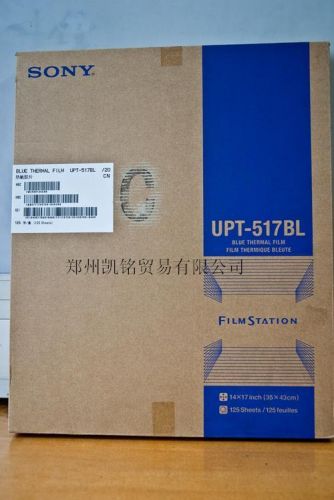 SONY
BLUE THERMAL FILM UPT-517BL /2O
CN
UPT-517BL
BLUE THERMAL FILM
FILM THERMIQUE BLEUTE
郑州凯铭贸易有限公司
FILMSTATION
14×17 inch (35×43cm)
125 Sheets / 125 feuilles